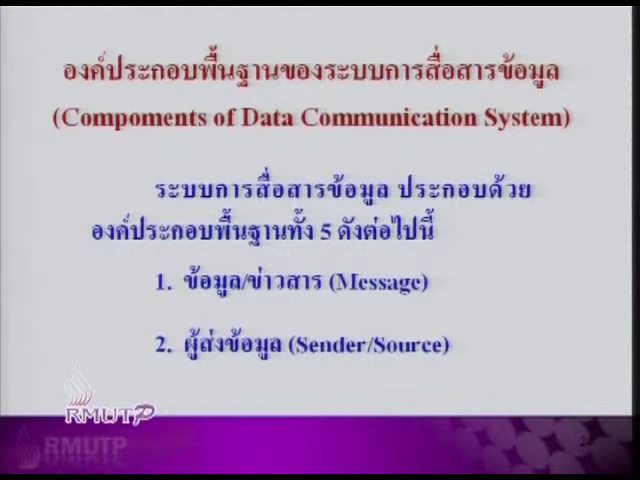 องค์ประกอบพื้นฐานของระบบการสื่อสารข้อมูล
(Compoments of Data Communication System)
ระบบการสื่อสารข้อมูล ประกอบด้วย
องค์ประกอบพื้นฐานทั้ง 5 ดังต่อไปนี้
1. ข้อมูล/ข่าวสาร (Message)
2. ผู้ส่งข้อมูล (Sender/Source)
RMUTP
RMUTP